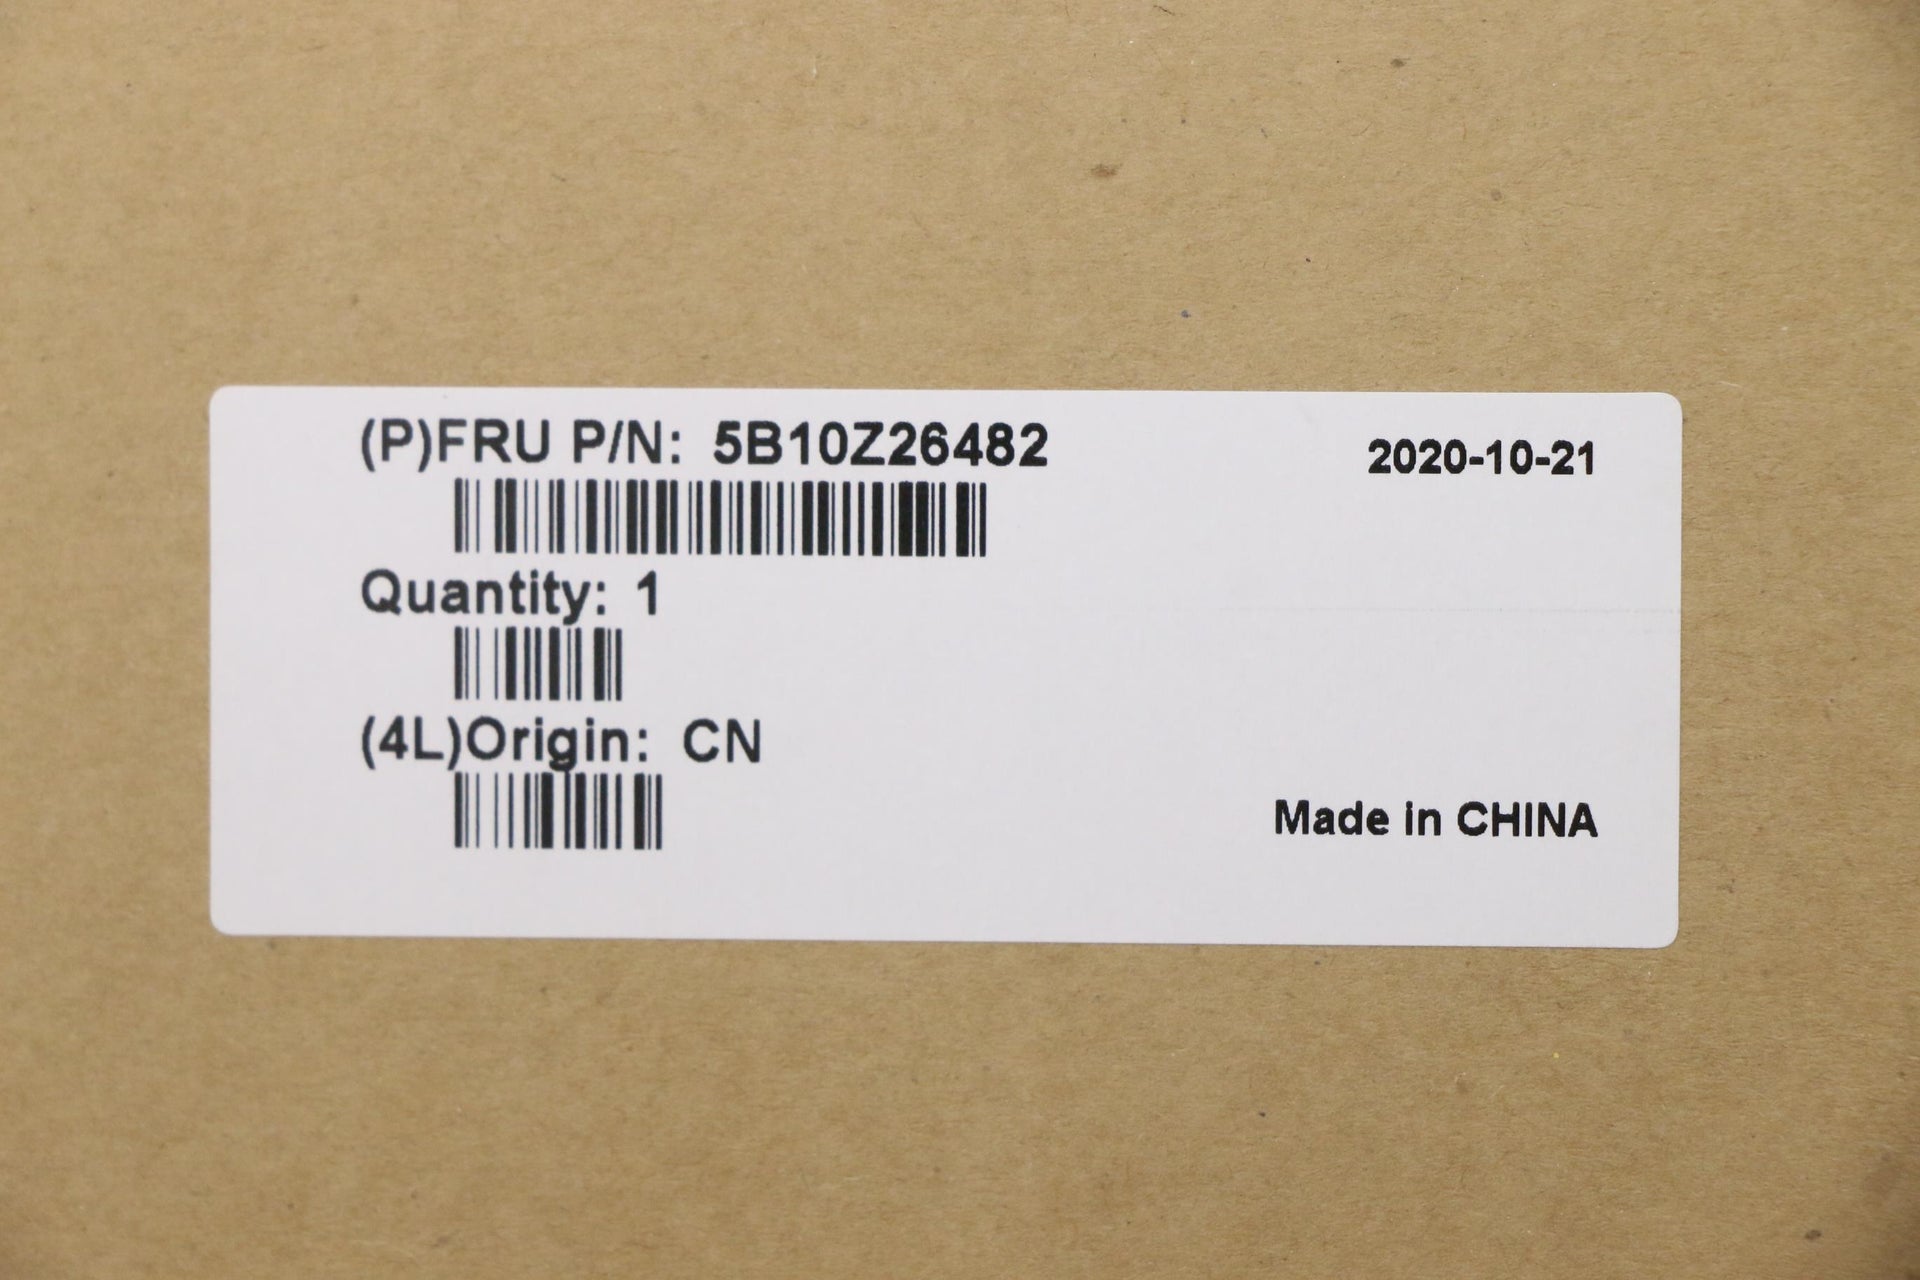 (P)FRU P/N: 5B10Z26482
2020-10-21
Quantity: 1
(4L)Origin: CN
Made in CHINA